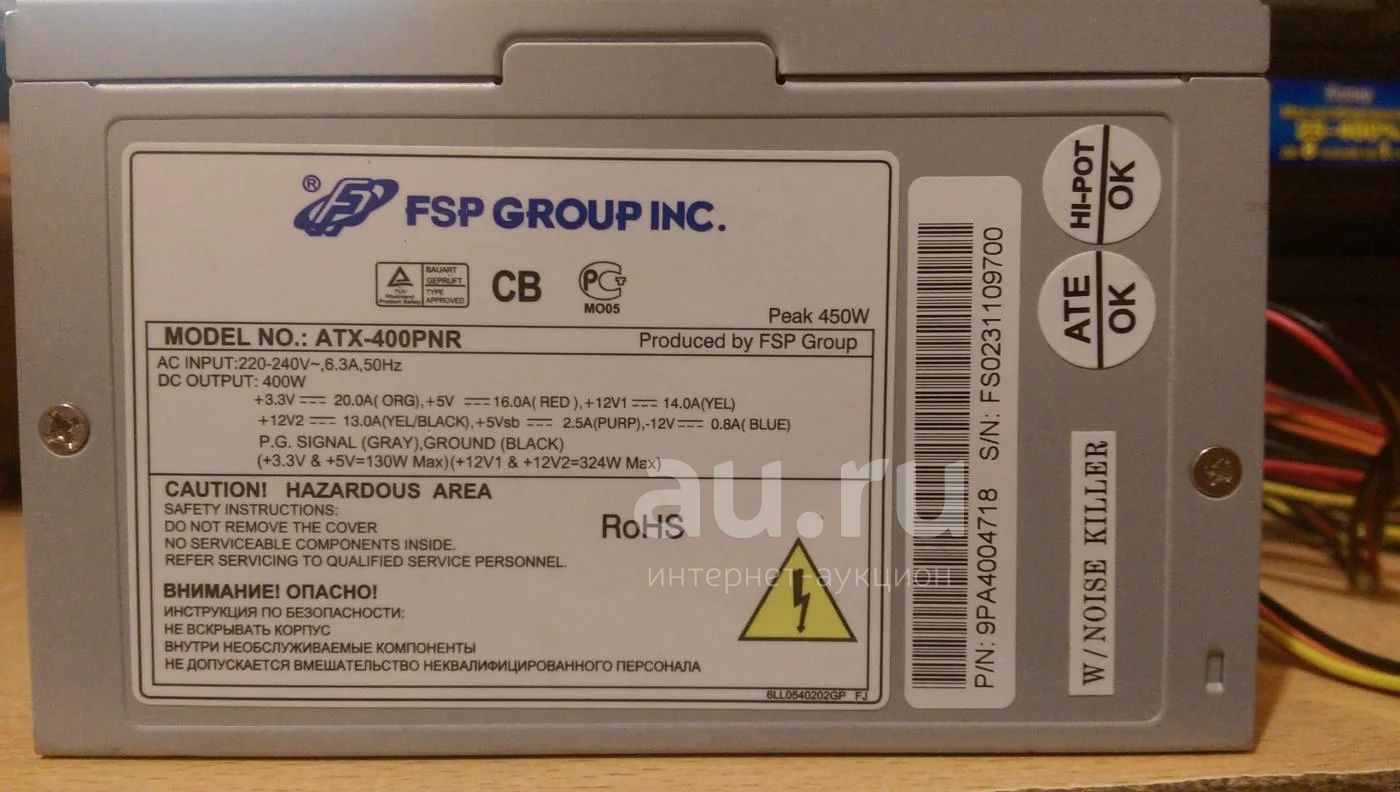 ® FSP GROUP INC.
TÜV Rheinland Product Safety
BAUART GEPRÜFT
TYPE APPROVED
CB
PCT
MO05
Peak 450W
MODEL NO.: ATX-400PNR
Produced by FSP Group
AC INPUT:220-240V~,6.3A,50Hz
DC OUTPUT: 400W
+3.3V ⎓ 20.0A( ORG),+5V ⎓16.0A( RED ),+12V1 ⎓ 14.0A(YEL)
+12V2 ⎓ 13.0A(YEL/BLACK),+5Vsb ⎓ 2.5A(PURP),-12V⎓ 0.8A( BLUE)
P.G. SIGNAL (GRAY),GROUND (BLACK)
(+3.3V & +5V=130W Max)(+12V1 & +12V2=324W Max)
CAUTION! HAZARDOUS AREA
SAFETY INSTRUCTIONS:
DO NOT REMOVE THE COVER
NO SERVICEABLE COMPONENTS INSIDE.
REFER SERVICING TO QUALIFIED SERVICE PERSONNEL.
RoHS
ВНИМАНИЕ! ОПАСНО!
ИНСТРУКЦИЯ ПО БЕЗОПАСНОСТИ:
НЕ ВСКРЫВАТЬ КОРПУС
ВНУТРИ НЕОБСЛУЖИВАЕМЫЕ КОМПОНЕНТЫ
НЕ ДОПУСКАЕТСЯ ВМЕШАТЕЛЬСТВО НЕКВАЛИФИЦИРОВАННОГО ПЕРСОНАЛА
6LL0540202GP FJ
P/N: 9PA4004718 S/N: FS0231109700
HI-POT OK
ATE OK
W/NOISE KILLER
au.ru
интернет-аукцион